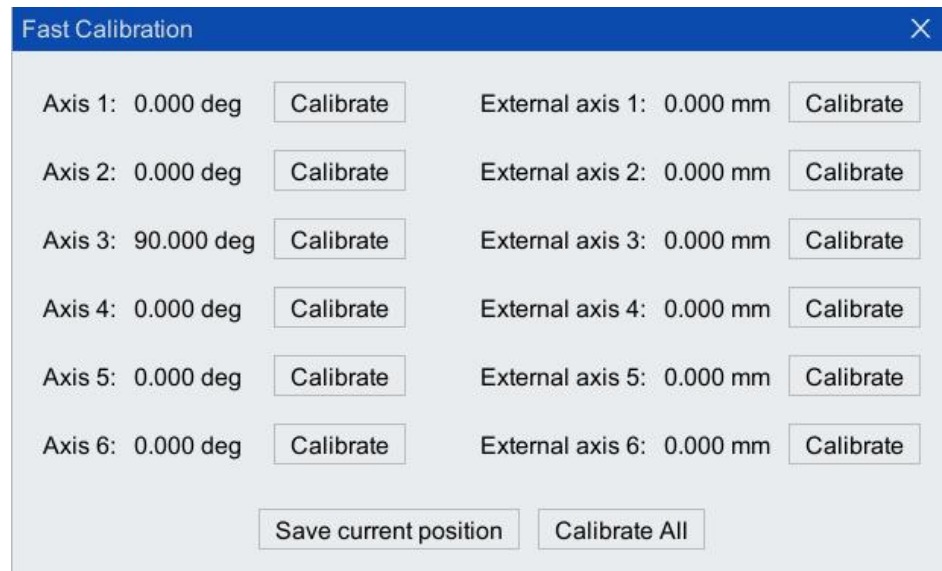 Fast Calibration
Axis 1: 0.000 deg Calibrate External axis 1: 0.000 mm Calibrate
Axis 2: 0.000 deg Calibrate External axis 2: 0.000 mm Calibrate
Axis 3: 90.000 deg Calibrate External axis 3: 0.000 mm Calibrate
Axis 4: 0.000 deg Calibrate External axis 4: 0.000 mm Calibrate
Axis 5: 0.000 deg Calibrate External axis 5: 0.000 mm Calibrate
Axis 6: 0.000 deg Calibrate External axis 6: 0.000 mm Calibrate
Save current position Calibrate All